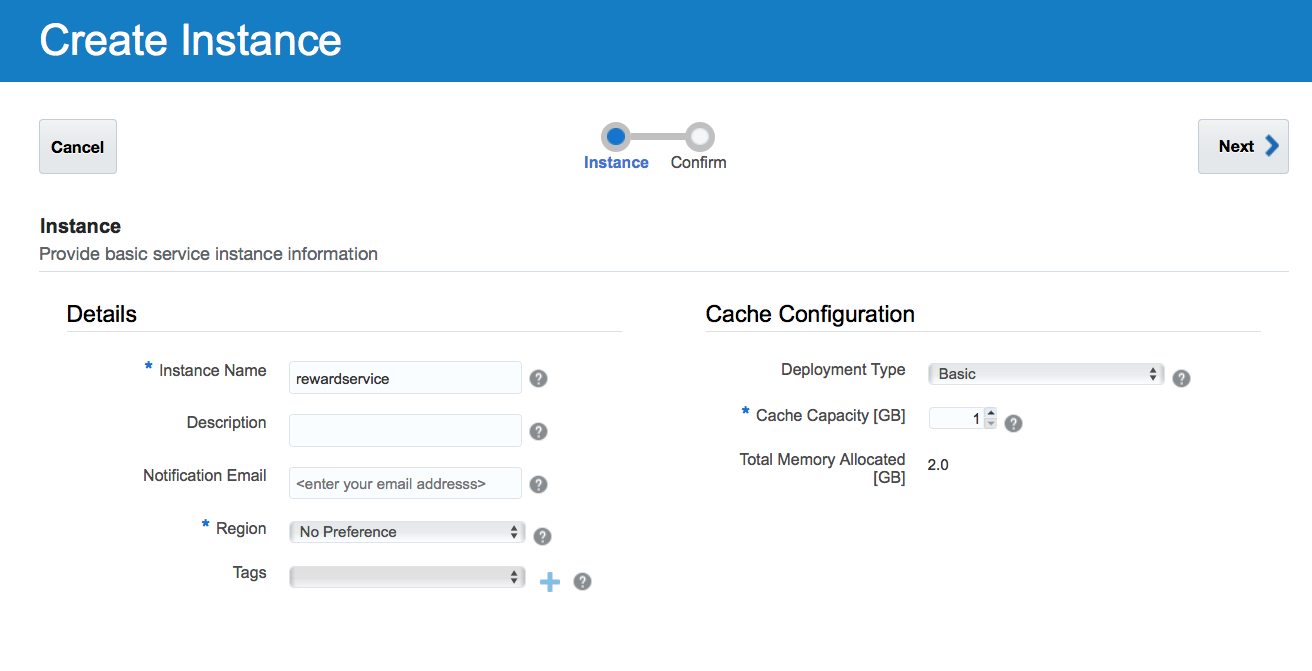 Create Instance
Cancel
Instance
Confirm
Next
Instance
Provide basic service instance information
Details
* Instance Name
rewardservice
?
Description
?
Notification Email
<enter your email addresss>
?
* Region
No Preference
?
Tags
?
Cache Configuration
Deployment Type
Basic
?
* Cache Capacity [GB]
1
?
Total Memory Allocated
[GB]
2.0